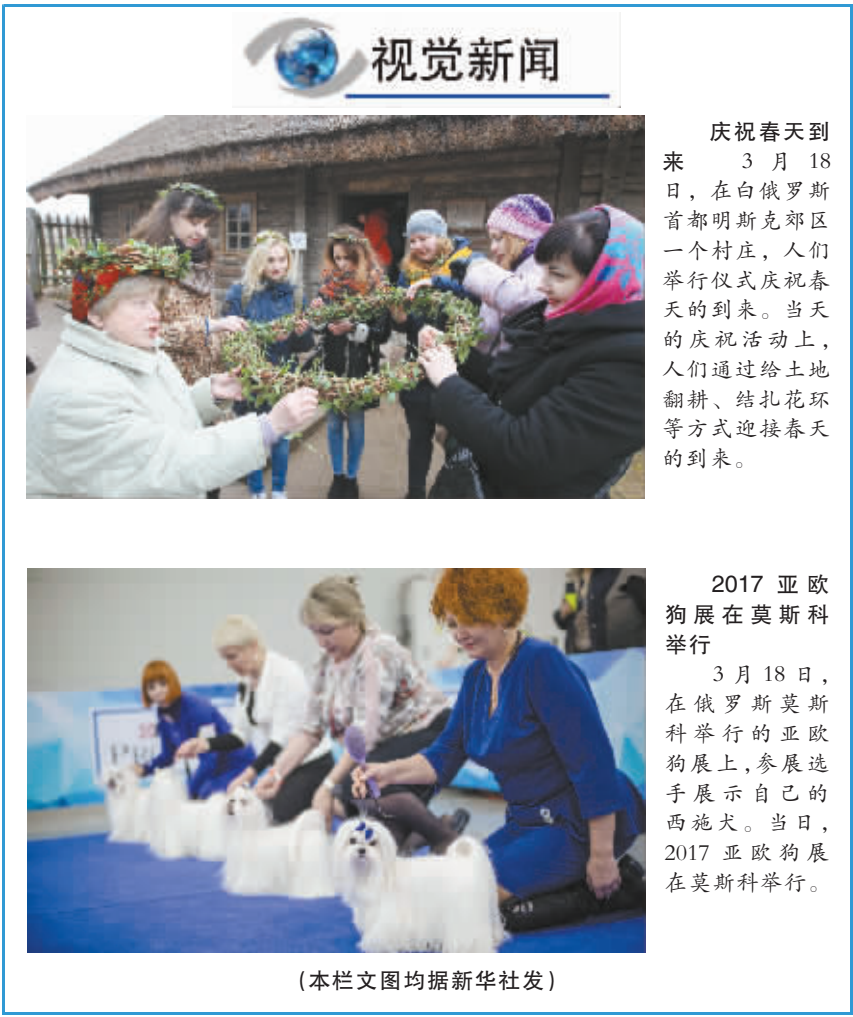 视觉新闻
庆祝春天到
来 3 月 18
日，在白俄罗斯
首都明斯克郊区
一个村庄，人们
举行仪式庆祝春
天的到来。当天
的庆祝活动上，
人们通过给土地
翻耕、结扎花环
等方式迎接春天
的到来。
2017 亚欧
狗展在莫斯科
举行
3 月 18 日，
在俄罗斯莫斯
科举行的亚欧
狗展上，参展选
手展示自己的
西施犬。当日，
2017 亚欧狗展
在莫斯科举行。
(本栏文图均据新华社发)